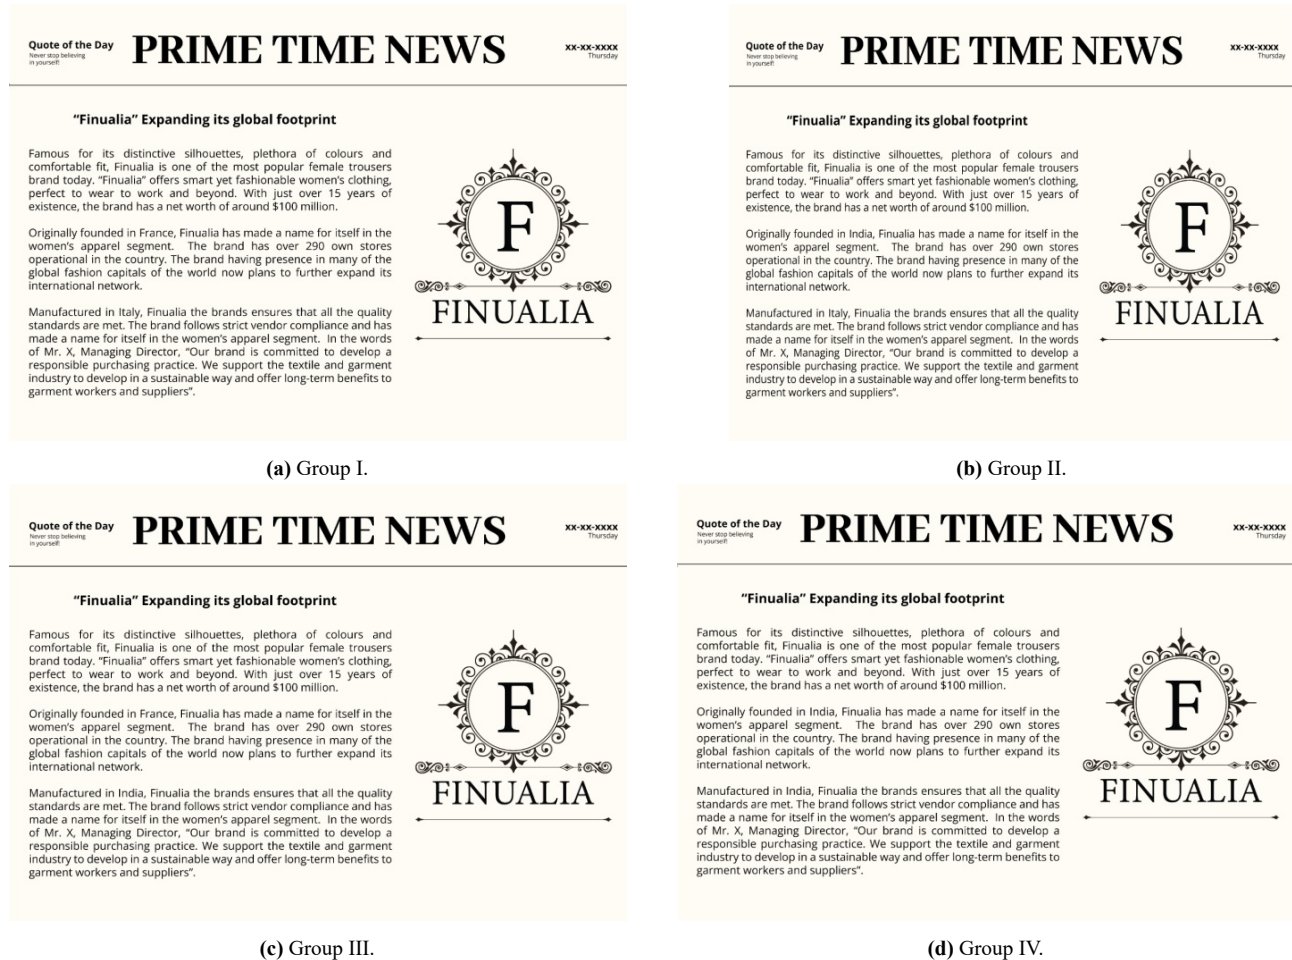 Quote of the Day
Never stop believing
in yourself!
PRIME TIME NEWS
xx-xx-xxxx
Thursday
“Finualia” Expanding its global footprint
Famous for its distinctive silhouettes, plethora of colours and
comfortable fit, Finualia is one of the most popular female trousers
brand today. “Finualia” offers smart yet fashionable women’s clothing,
perfect to wear to work and beyond. With just over 15 years of
existence, the brand has a net worth of around $100 million.
Originally founded in France, Finualia has made a name for itself in the
women’s apparel segment. The brand has over 290 own stores
operational in the country. The brand having presence in many of the
global fashion capitals of the world now plans to further expand its
international network.
Manufactured in Italy, Finualia the brands ensures that all the quality
standards are met. The brand follows strict vendor compliance and has
made a name for itself in the women’s apparel segment. In the words
of Mr. X, Managing Director, “Our brand is committed to develop a
responsible purchasing practice. We support the textile and garment
industry to develop in a sustainable way and offer long-term benefits to
garment workers and suppliers”.
F
FINUALIA
(a) Group I.
Quote of the Day
Never stop believing
in yourself!
PRIME TIME NEWS
xx-xx-xxxx
Thursday
“Finualia” Expanding its global footprint
Famous for its distinctive silhouettes, plethora of colours and
comfortable fit, Finualia is one of the most popular female trousers
brand today. “Finualia” offers smart yet fashionable women’s clothing,
perfect to wear to work and beyond. With just over 15 years of
existence, the brand has a net worth of around $100 million.
Originally founded in India, Finualia has made a name for itself in the
women’s apparel segment. The brand has over 290 own stores
operational in the country. The brand having presence in many of the
global fashion capitals of the world now plans to further expand its
international network.
Manufactured in Italy, Finualia the brands ensures that all the quality
standards are met. The brand follows strict vendor compliance and has
made a name for itself in the women’s apparel segment. In the words
of Mr. X, Managing Director, “Our brand is committed to develop a
responsible purchasing practice. We support the textile and garment
industry to develop in a sustainable way and offer long-term benefits to
garment workers and suppliers”.
F
FINUALIA
(b) Group II.
Quote of the Day
Never stop believing
in yourself!
PRIME TIME NEWS
xx-xx-xxxx
Thursday
“Finualia” Expanding its global footprint
Famous for its distinctive silhouettes, plethora of colours and
comfortable fit, Finualia is one of the most popular female trousers
brand today. “Finualia” offers smart yet fashionable women’s clothing,
perfect to wear to work and beyond. With just over 15 years of
existence, the brand has a net worth of around $100 million.
Originally founded in France, Finualia has made a name for itself in the
women’s apparel segment. The brand has over 290 own stores
operational in the country. The brand having presence in many of the
global fashion capitals of the world now plans to further expand its
international network.
Manufactured in India, Finualia the brands ensures that all the quality
standards are met. The brand follows strict vendor compliance and has
made a name for itself in the women’s apparel segment. In the words
of Mr. X, Managing Director, “Our brand is committed to develop a
responsible purchasing practice. We support the textile and garment
industry to develop in a sustainable way and offer long-term benefits to
garment workers and suppliers”.
F
FINUALIA
(c) Group III.
Quote of the Day
Never stop believing
in yourself!
PRIME TIME NEWS
xx-xx-xxxx
Thursday
“Finualia” Expanding its global footprint
Famous for its distinctive silhouettes, plethora of colours and
comfortable fit, Finualia is one of the most popular female trousers
brand today. “Finualia” offers smart yet fashionable women’s clothing,
perfect to wear to work and beyond. With just over 15 years of
existence, the brand has a net worth of around $100 million.
Originally founded in India, Finualia has made a name for itself in the
women’s apparel segment. The brand has over 290 own stores
operational in the country. The brand having presence in many of the
global fashion capitals of the world now plans to further expand its
international network.
Manufactured in India, Finualia the brands ensures that all the quality
standards are met. The brand follows strict vendor compliance and has
made a name for itself in the women’s apparel segment. In the words
of Mr. X, Managing Director, “Our brand is committed to develop a
responsible purchasing practice. We support the textile and garment
industry to develop in a sustainable way and offer long-term benefits to
garment workers and suppliers”.
F
FINUALIA
(d) Group IV.